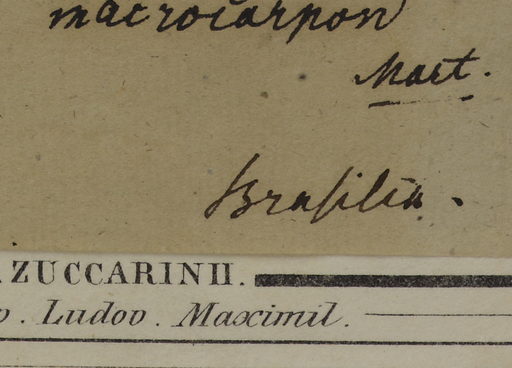 macrocarpon
Mart.
Brasilia.
ZUCCARINII.
. Ludov. Maximil.